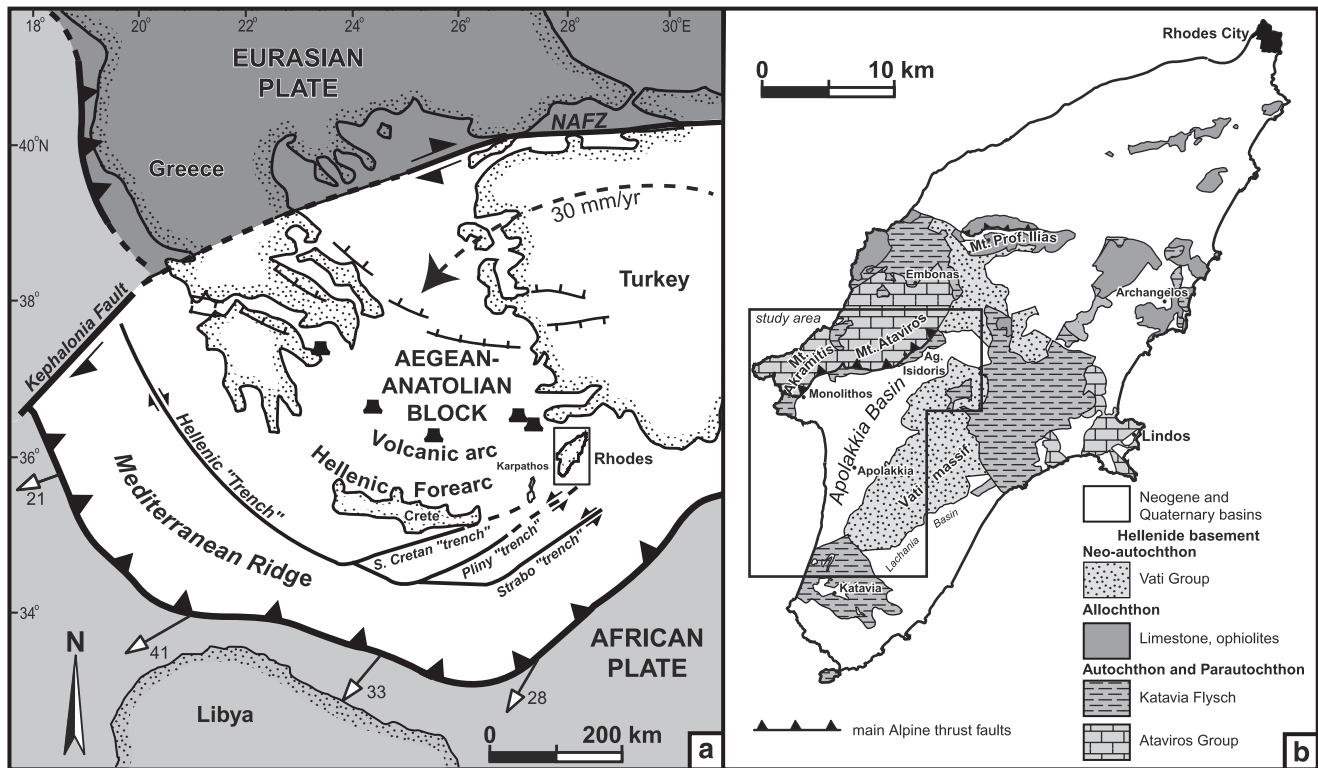 18°
20°
22°
24°
26°
28°
30°E
EURASIAN
PLATE
NAFZ
40°N
Greece
30 mm/yr
Turkey
38°
Kephalonia Fault
AEGEAN-
ANATOLIAN
BLOCK
Volcanic arc
Hellenic "Trench"
Hellenic Forearc
Karpathos
Rhodes
36°
21
Crete
S. Cretan "trench"
Pliny "trench"
Strabo "trench"
Mediterranean Ridge
34°
N
41
33
28
AFRICAN
PLATE
Libya
0 200 km
a
Rhodes City
0 10 km
Mt. Prof. Ilias
Embonas
Archangelos
study area
Mt. Ataviros
Mt.
Akramitis
Ag.
Isidoris
Monolithos
Apolakkia Basin
Lindos
Apolakkia
Vati massif
Lachania Basin
Katavia
Neogene and
Quaternary basins
Hellenide basement
Neo-autochthon
Vati Group
Allochthon
Limestone, ophiolites
Autochthon and Parautochthon
Katavia Flysch
Ataviros Group
main Alpine thrust faults
b